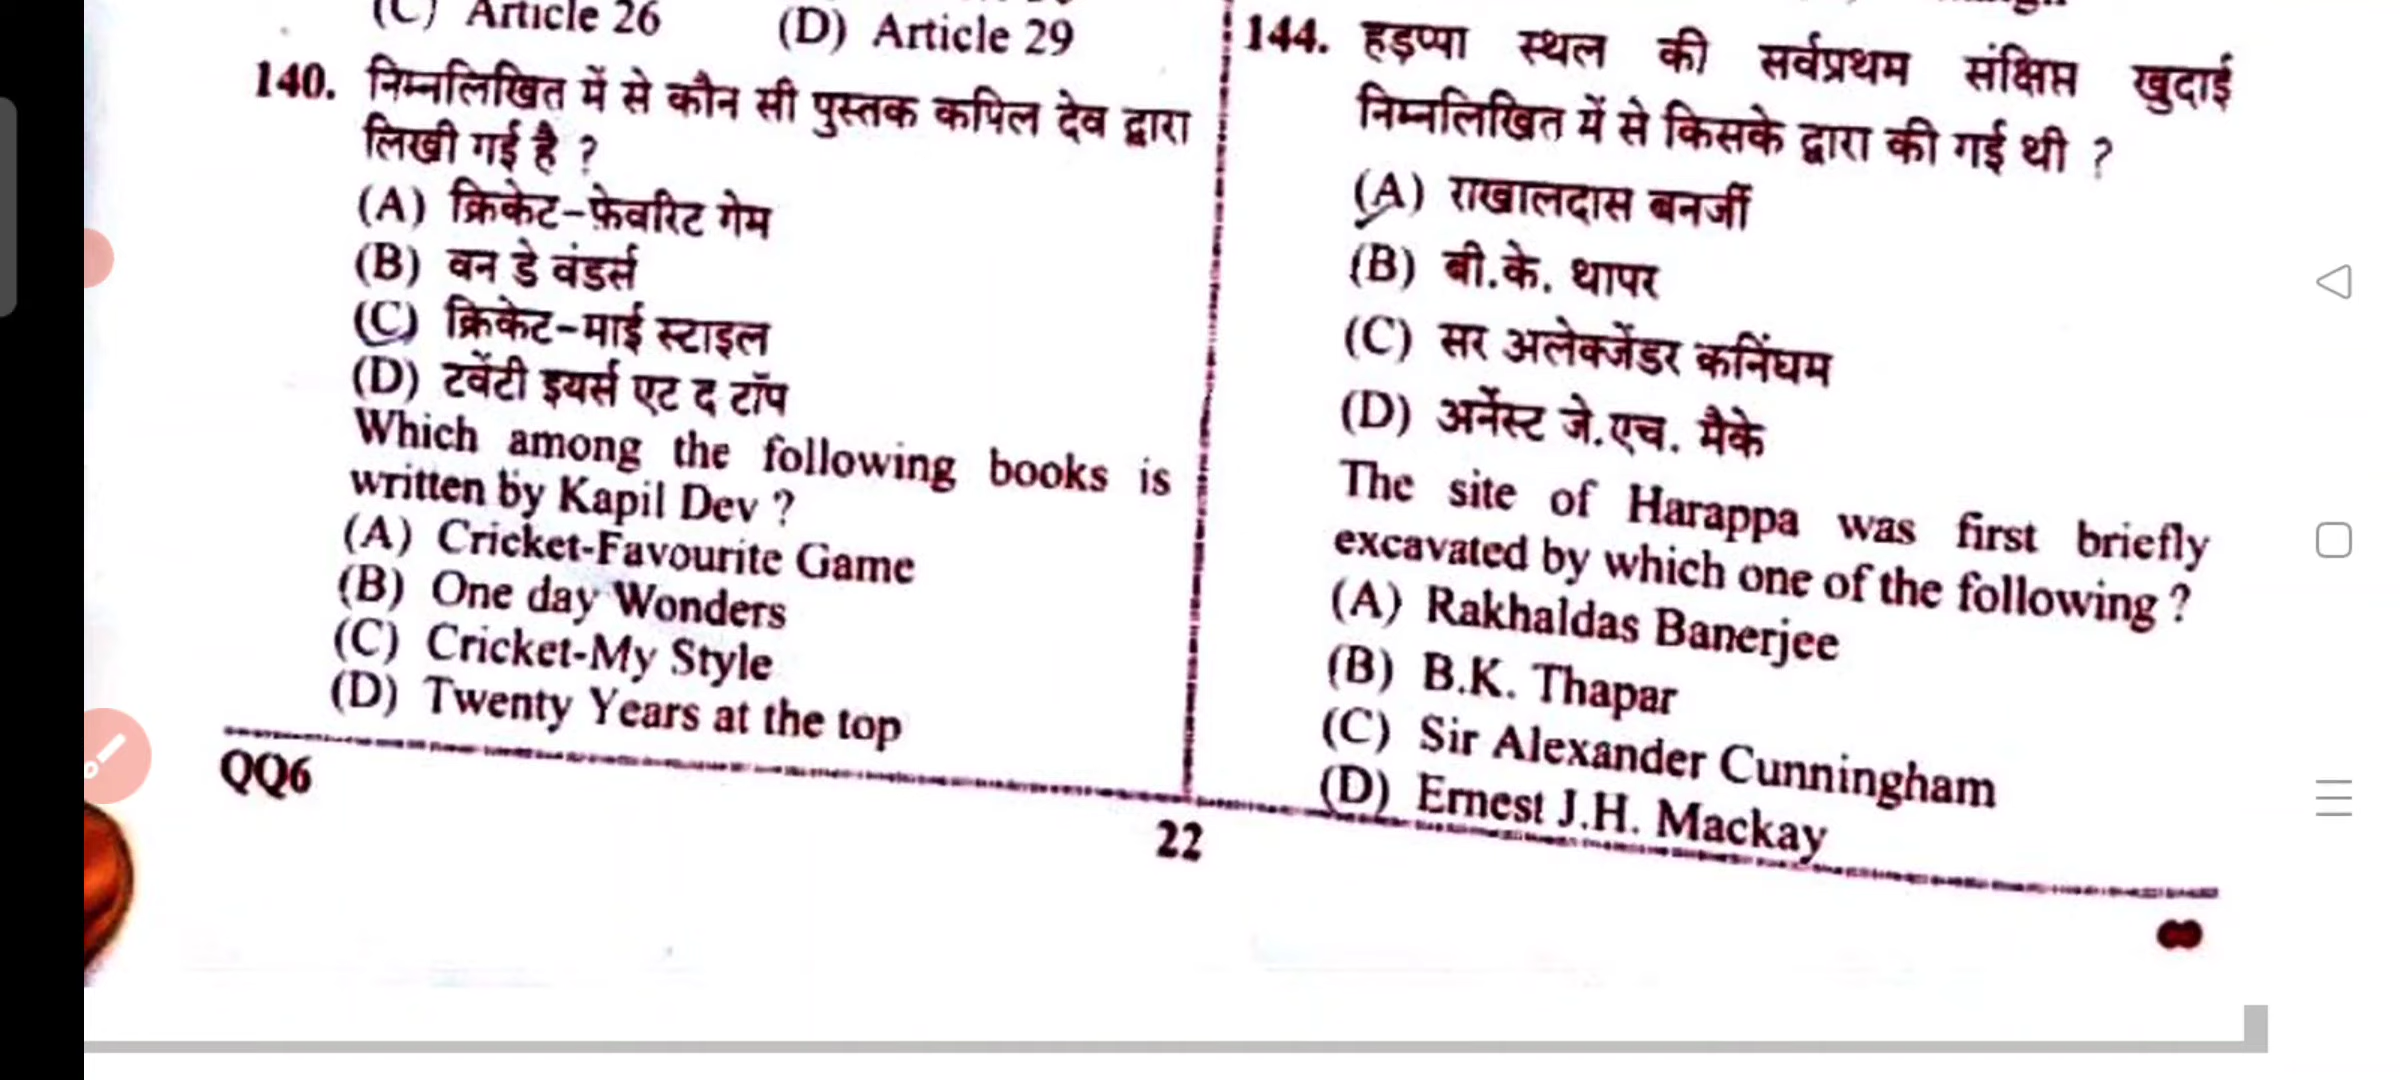 (C) Article 26 (D) Article 29
140. निम्नलिखित में से कौन सी पुस्तक कपिल देव द्वारा
लिखी गई है ?
(A) क्रिकेट-फ़ेवरिट गेम
(B) वन डे वंडर्स
(C) क्रिकेट-माई स्टाइल
(D) टवेंटी इयर्स एट द टॉप
Which among the following books is
written by Kapil Dev ?
(A) Cricket-Favourite Game
(B) One day Wonders
(C) Cricket-My Style
(D) Twenty Years at the top
144. हड़प्पा स्थल की सर्वप्रथम संक्षिप्त खुदाई
निम्नलिखित में से किसके द्वारा की गई थी ?
(A) राखालदास बनर्जी
(B) बी.के. थापर
(C) सर अलेक्जेंडर कनिंघम
(D) अर्नेस्ट जे.एच. मैके
The site of Harappa was first briefly
excavated by which one of the following ?
(A) Rakhaldas Banerjee
(B) B.K. Thapar
(C) Sir Alexander Cunningham
(D) Ernest J.H. Mackay
QQ6
22